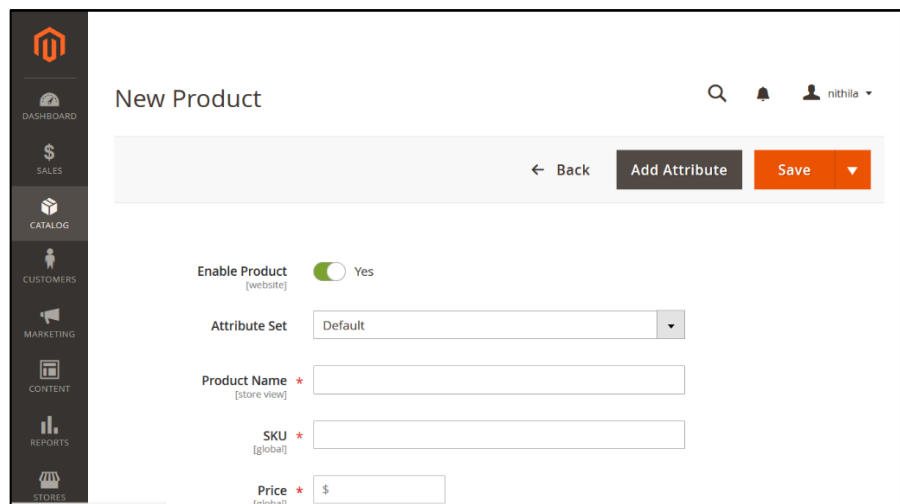 New Product
nithila
DASHBOARD
SALES
CATALOG
CUSTOMERS
MARKETING
CONTENT
REPORTS
STORES
← Back
Add Attribute
Save
Enable Product
[website]
Yes
Attribute Set
Default
Product Name *
[store view]
SKU *
[global]
Price *
$
[global]